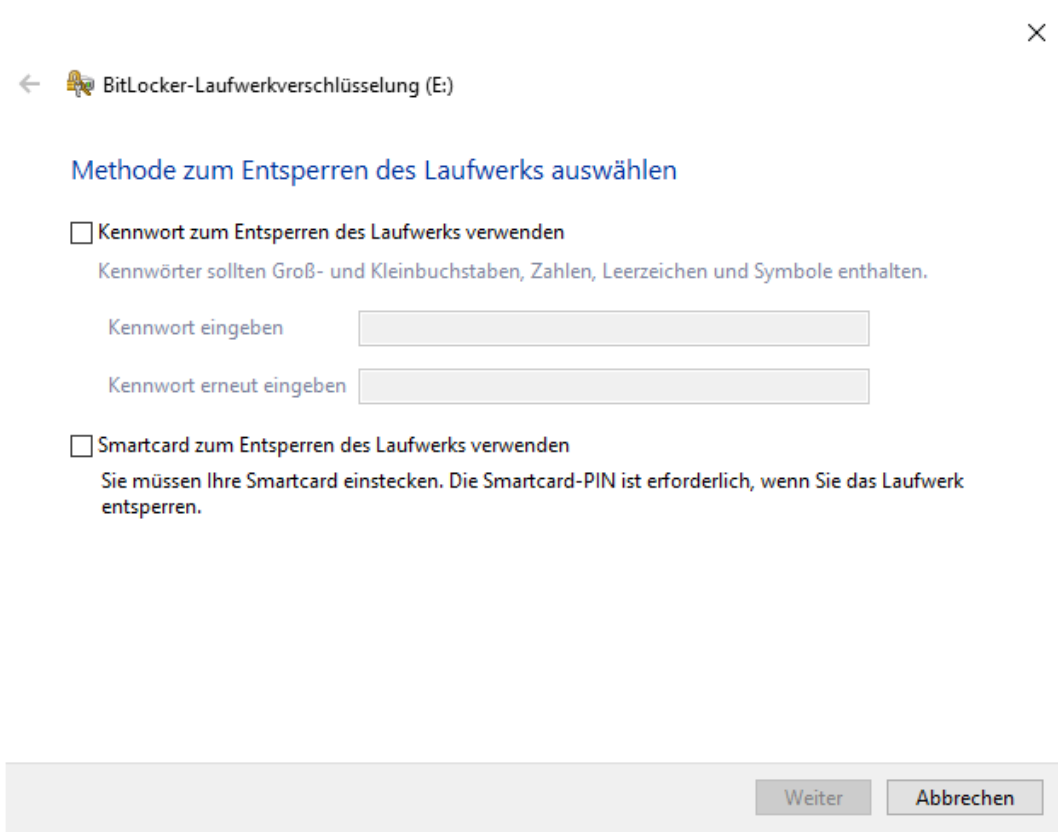 BitLocker-Laufwerkverschlüsselung (E:)
Methode zum Entsperren des Laufwerks auswählen
Kennwort zum Entsperren des Laufwerks verwenden
Kennwörter sollten Groß- und Kleinbuchstaben, Zahlen, Leerzeichen und Symbole enthalten.
Kennwort eingeben
Kennwort erneut eingeben
Smartcard zum Entsperren des Laufwerks verwenden
Sie müssen Ihre Smartcard einstecken. Die Smartcard-PIN ist erforderlich, wenn Sie das Laufwerk
entsperren.
Weiter Abbrechen